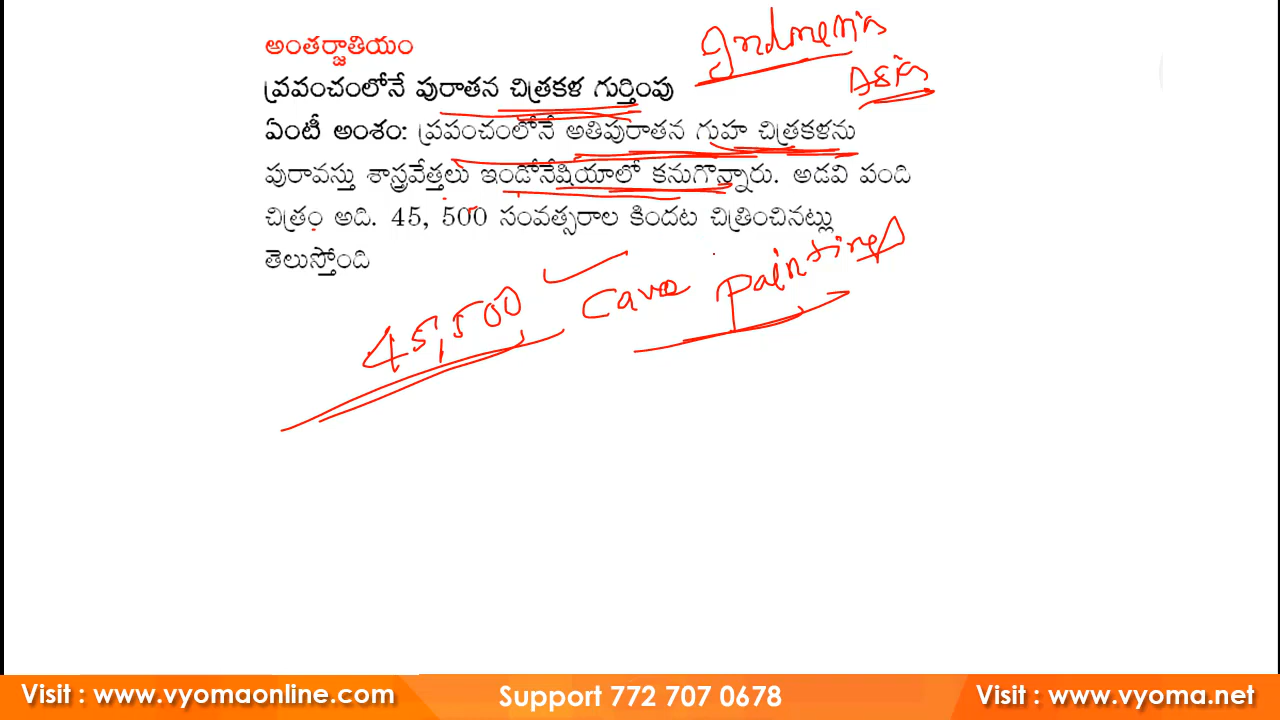 అంతర్జాతియం
ప్రపంచంలోనే పురాతన చిత్రకళ గుర్తింపు
ఏంటీ అంశం: ప్రపంచంలోనే అతిపురాతన గుహ చిత్రకళను
పురావస్తు శాస్త్రవేత్తలు ఇండోనేషియాలో కనుగొన్నారు. అడవి పంది
చిత్రం అది. 45, 500 సంవత్సరాల కిందట చిత్రించినట్లు
తెలుస్తోంది
Asia
45,500
Cave paintings
Visit : www.vyomaonline.com
Support 772 707 0678
Visit : www.vyoma.net